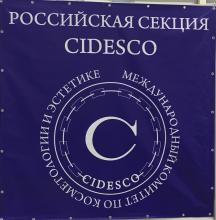 РОССИЙСКАЯ СЕКЦИЯ
CIDESCO
МЕЖДУНАРОДНЫЙ КОМИТЕТ ПО КОСМЕТОЛОГИИ И ЭСТЕТИКЕ
C
CIDESCO